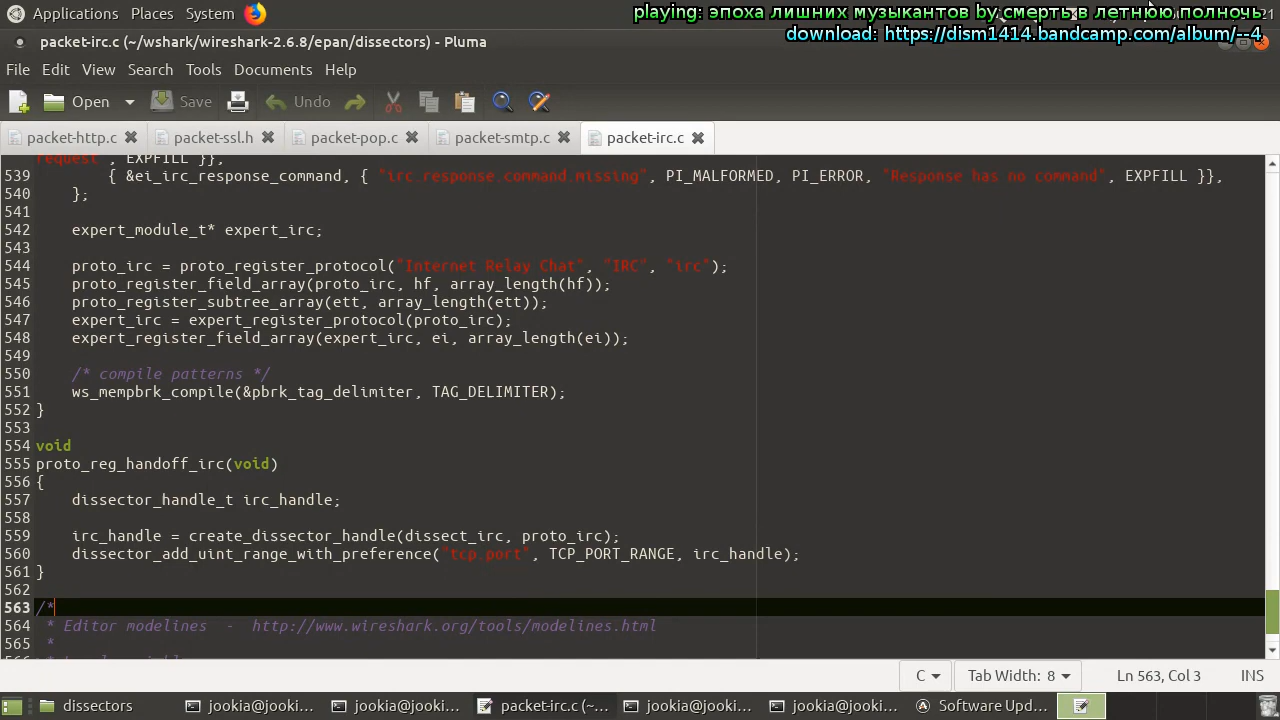 Applications Places System
playing: эпоха лишних музыкантов by смерть в летнюю полночь
download: https://dism1414.bandcamp.com/album/--4
21
packet-irc.c (~/wshark/wireshark-2.6.8/epan/dissectors) - Pluma
File Edit View Search Tools Documents Help
Open Save Undo
packet-http.c packet-ssl.h packet-pop.c packet-smtp.c packet-irc.c
request", EXPFILL }},
539 { &ei_irc_response_command, { "irc.response.command.missing", PI_MALFORMED, PI_ERROR, "Response has no command", EXPFILL }},
540 };
541
542 expert_module_t* expert_irc;
543
544 proto_irc = proto_register_protocol("Internet Relay Chat", "IRC", "irc");
545 proto_register_field_array(proto_irc, hf, array_length(hf));
546 proto_register_subtree_array(ett, array_length(ett));
547 expert_irc = expert_register_protocol(proto_irc);
548 expert_register_field_array(expert_irc, ei, array_length(ei));
549
550 /* compile patterns */
551 ws_mempbrk_compile(&pbrk_tag_delimiter, TAG_DELIMITER);
552 }
553
554 void
555 proto_reg_handoff_irc(void)
556 {
557 dissector_handle_t irc_handle;
558
559 irc_handle = create_dissector_handle(dissect_irc, proto_irc);
560 dissector_add_uint_range_with_preference("tcp.port", TCP_PORT_RANGE, irc_handle);
561 }
562
563 /*
564 * Editor modelines - http://www.wireshark.org/tools/modelines.html
565 *
C Tab Width: 8 Ln 563, Col 3 INS
dissectors jookia@jookia... jookia@jookia... packet-irc.c (~... jookia@jookia... jookia@jookia... Software Upd...